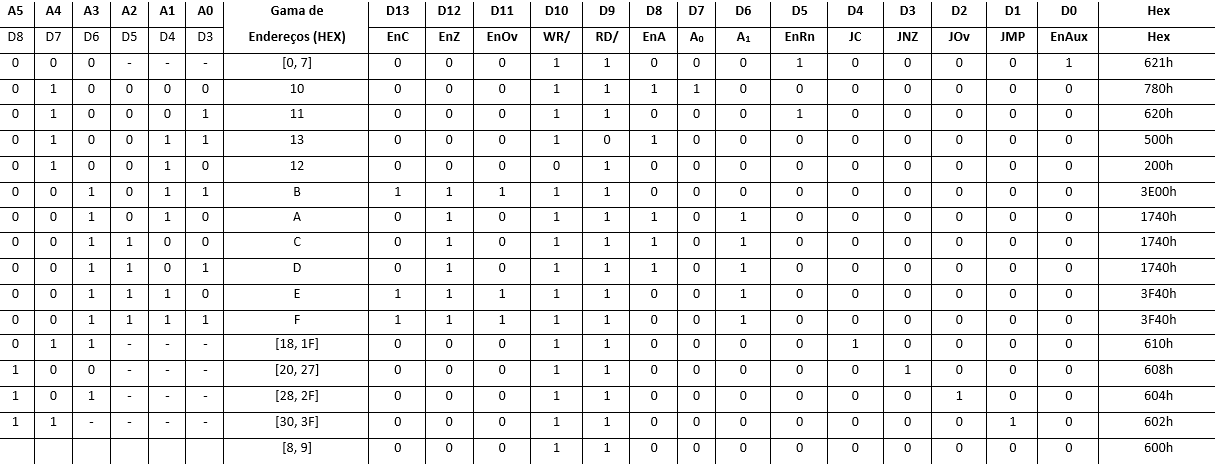 A5 A4 A3 A2 A1 A0 Gama de D13 D12 D11 D10 D9 D8 D7 D6 D5 D4 D3 D2 D1 D0 Hex
D8 D7 D6 D5 D4 D3 Endereços (HEX) EnC EnZ EnOv WR/ RD/ EnA A₀ A₁ EnRn JC JNZ JOv JMP EnAux Hex
0 0 0 - - - [0, 7] 0 0 0 1 1 0 0 0 1 0 0 0 0 1 621h
0 1 0 0 0 0 10 0 0 0 1 1 1 1 0 0 0 0 0 0 0 780h
0 1 0 0 0 1 11 0 0 0 1 1 0 0 0 1 0 0 0 0 0 620h
0 1 0 0 1 1 13 0 0 0 1 0 1 0 0 0 0 0 0 0 0 500h
0 1 0 0 1 0 12 0 0 0 0 1 0 0 0 0 0 0 0 0 0 200h
0 0 1 0 1 1 B 1 1 1 1 1 0 0 0 0 0 0 0 0 0 3E00h
0 0 1 0 1 0 A 0 1 0 1 1 1 0 1 0 0 0 0 0 0 1740h
0 0 1 1 0 0 C 0 1 0 1 1 1 0 1 0 0 0 0 0 0 1740h
0 0 1 1 0 1 D 0 1 0 1 1 1 0 1 0 0 0 0 0 0 1740h
0 0 1 1 1 0 E 1 1 1 1 1 0 0 1 0 0 0 0 0 0 3F40h
0 0 1 1 1 1 F 1 1 1 1 1 0 0 1 0 0 0 0 0 0 3F40h
0 1 1 - - - [18, 1F] 0 0 0 1 1 0 0 0 0 1 0 0 0 0 610h
1 0 0 - - - [20, 27] 0 0 0 1 1 0 0 0 0 0 1 0 0 0 608h
1 0 1 - - - [28, 2F] 0 0 0 1 1 0 0 0 0 0 0 1 0 0 604h
1 1 - - - - [30, 3F] 0 0 0 1 1 0 0 0 0 0 0 0 1 0 602h
[8, 9] 0 0 0 1 1 0 0 0 0 0 0 0 0 0 600h